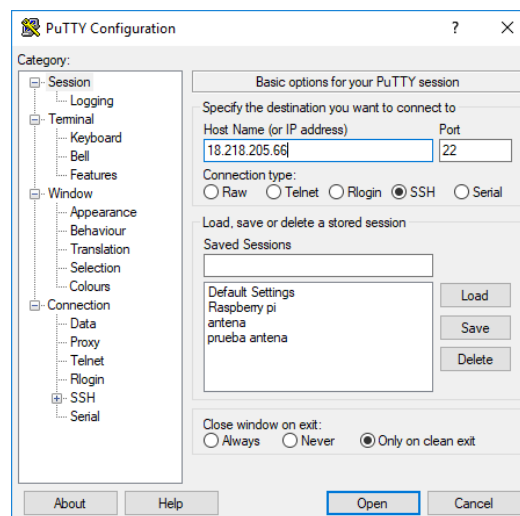 PuTTY Configuration
Category:
Session
Logging
Terminal
Keyboard
Bell
Features
Window
Appearance
Behaviour
Translation
Selection
Colours
Connection
Data
Proxy
Telnet
Rlogin
SSH
Serial
Basic options for your PuTTY session
Specify the destination you want to connect to
Host Name (or IP address) Port
18.218.205.66 22
Connection type:
Raw Telnet Rlogin SSH Serial
Load, save or delete a stored session
Saved Sessions
Default Settings
Raspberry pi
antena
prueba antena
Load
Save
Delete
Close window on exit:
Always Never Only on clean exit
About Help Open Cancel